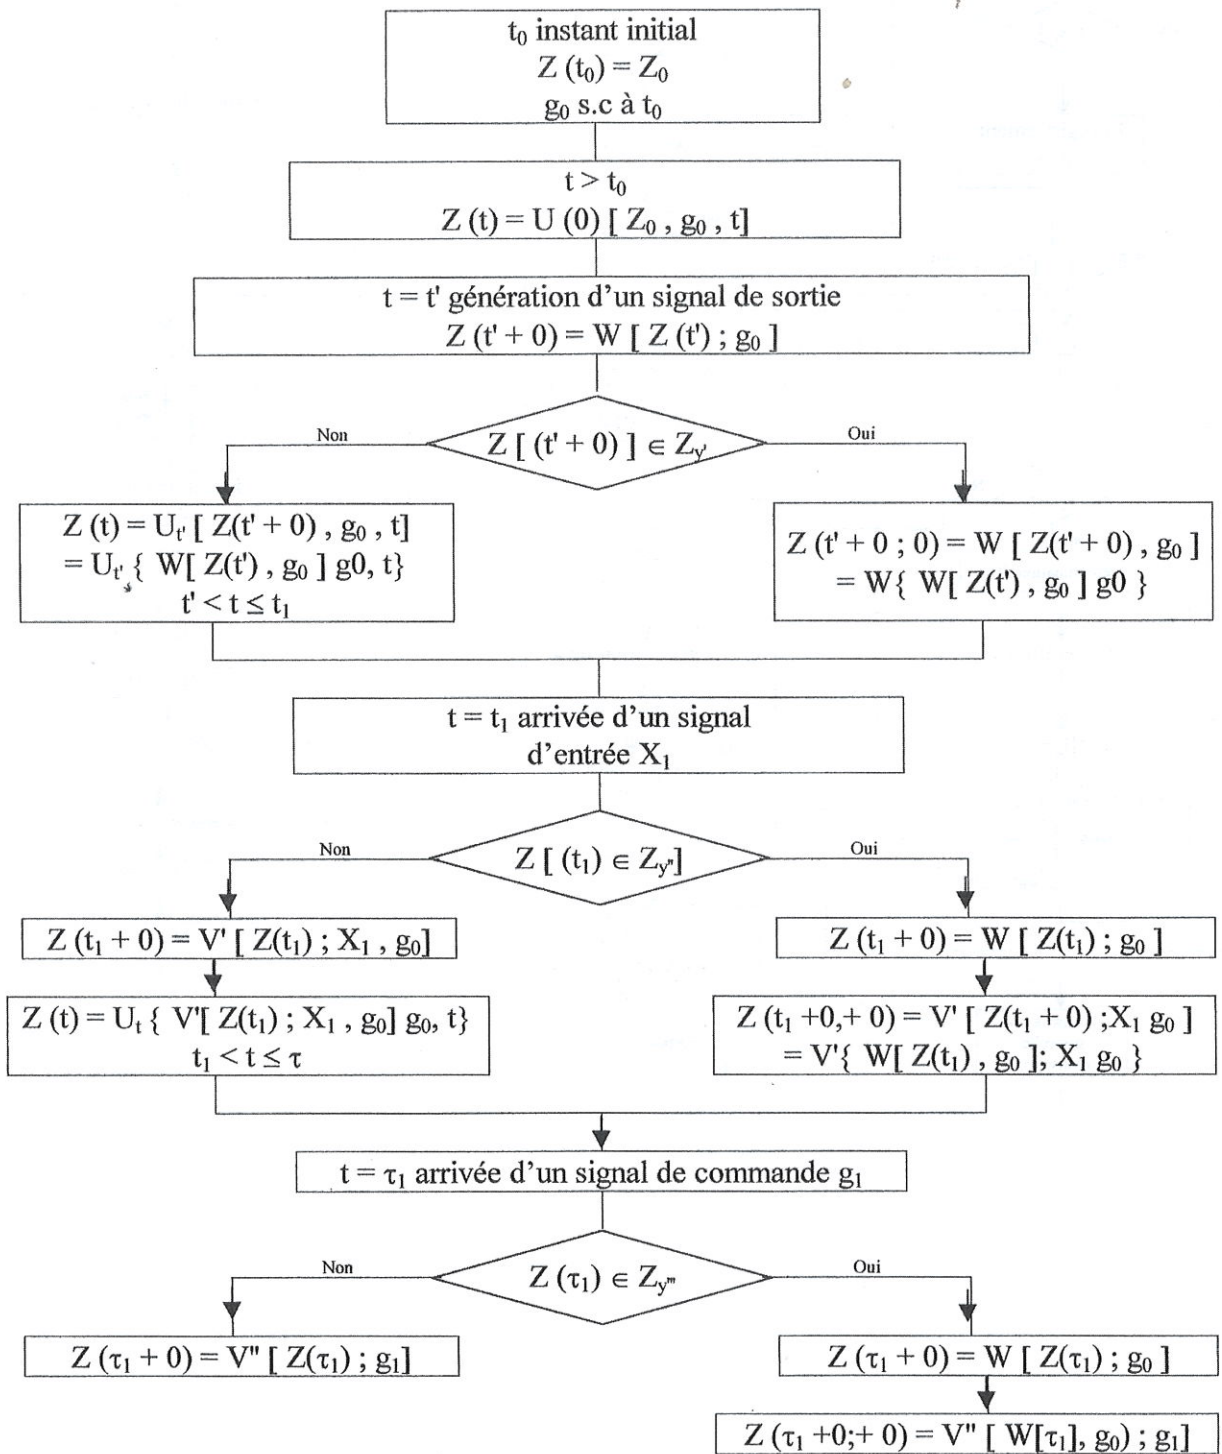 t₀ instant initial
Z (t₀) = Z₀
g₀ s.c à t₀
t > t₀
Z (t) = U (0) [ Z₀ , g₀ , t]
t = t' génération d'un signal de sortie
Z (t' + 0) = W [ Z (t') ; g₀ ]
Non
Z [ (t' + 0) ] ∈ Z_y'
Oui
Z (t) = U_t' [ Z(t' + 0) , g₀ , t]
= U_t' { W[ Z(t') , g₀ ] g0, t}
t' < t ≤ t₁
Z (t' + 0 ; 0) = W [ Z(t' + 0) , g₀ ]
= W{ W[ Z(t') , g₀ ] g0 }
t = t₁ arrivée d'un signal
d'entrée X₁
Non
Z [ (t₁) ∈ Z_y"]
Oui
Z (t₁ + 0) = V' [ Z(t₁) ; X₁ , g₀]
Z (t₁ + 0) = W [ Z(t₁) ; g₀ ]
Z (t) = U_t { V'[ Z(t₁) ; X₁ , g₀] g₀, t}
t₁ < t ≤ τ
Z (t₁ +0,+ 0) = V' [ Z(t₁ + 0) ;X₁ g₀ ]
= V'{ W[ Z(t₁) , g₀ ]; X₁ g₀ }
t = τ₁ arrivée d'un signal de commande g₁
Non
Z (τ₁) ∈ Z_y'''
Oui
Z (τ₁ + 0) = V" [ Z(τ₁) ; g₁]
Z (τ₁ + 0) = W [ Z(τ₁) ; g₀ ]
Z (τ₁ +0;+ 0) = V" [ W[τ₁], g₀) ; g₁]